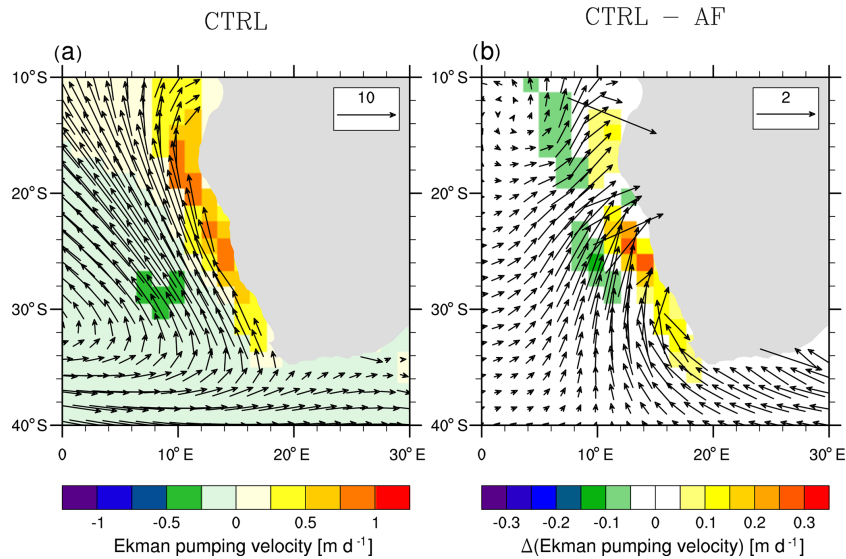 CTRL
CTRL – AF
(a)
(b)
10
2
10°S
20°S
30°S
40°S
10°S
20°S
30°S
40°S
0 10°E 20°E 30°E
0 10°E 20°E 30°E
-1 -0.5 0 0.5 1
-0.3 -0.2 -0.1 0 0.1 0.2 0.3
Ekman pumping velocity [m d⁻¹]
Δ(Ekman pumping velocity) [m d⁻¹]